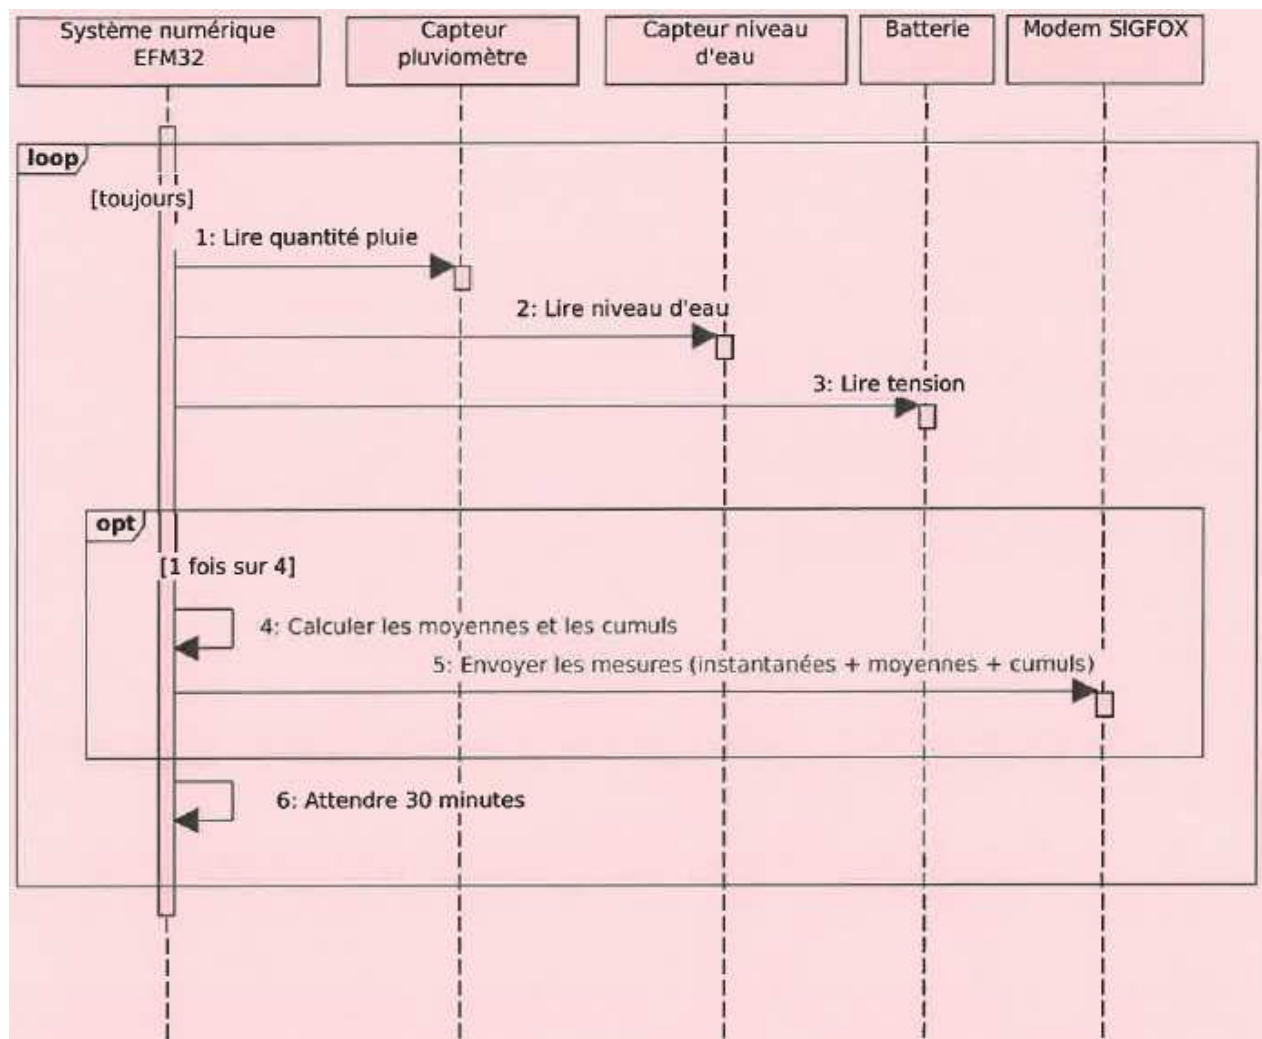 Système numérique
EFM32
Capteur
pluviomètre
Capteur niveau
d'eau
Batterie
Modem SIGFOX
loop
[toujours]
1: Lire quantité pluie
2: Lire niveau d'eau
3: Lire tension
opt
[1 fois sur 4]
4: Calculer les moyennes et les cumuls
5: Envoyer les mesures (instantanées + moyennes + cumuls)
6: Attendre 30 minutes